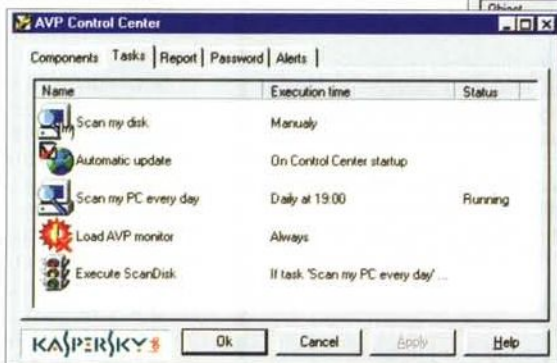 Object
AVP Control Center
Components Tasks Report Password Alerts
Name Execution time Status
Scan my disk Manualy
Automatic update On Control Center startup
Scan my PC every day Daily at 19:00 Running
Load AVP monitor Always
Execute ScanDisk If task 'Scan my PC every day' ...
KASPERSKY Ok Cancel Apply Help